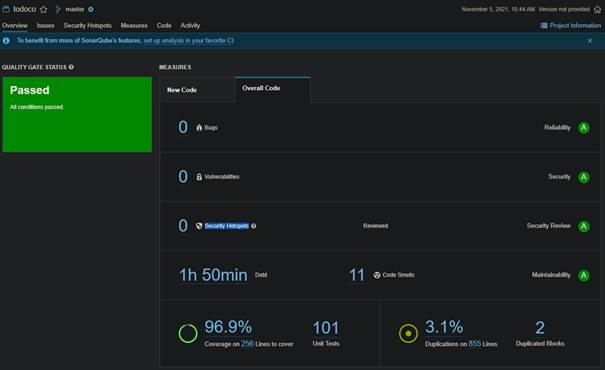 todoco master November 5, 2021, 10:44 AM Version not provided
Overview Issues Security Hotspots Measures Code Activity Project Information
To benefit from more of SonarQube's features, set up analysis in your favorite CI.
QUALITY GATE STATUS
Passed
All conditions passed.
MEASURES
New Code Overall Code
0 Bugs Reliability A
0 Vulnerabilities Security A
0 Security Hotspots Reviewed Security Review A
1h 50min Debt 11 Code Smells Maintainability A
96.9% 101 3.1% 2
Coverage on 256 Lines to cover Unit Tests Duplications on 855 Lines Duplicated Blocks